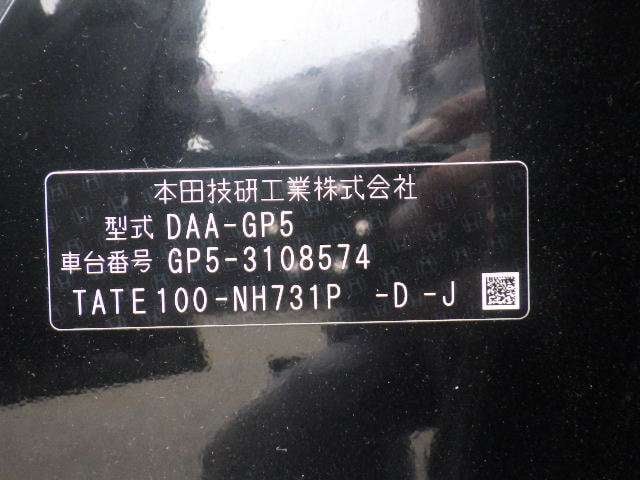 本田技研工業株式会社
型式 DAA-GP5
車台番号 GP5-3108574
TATE100-NH731P -D-J